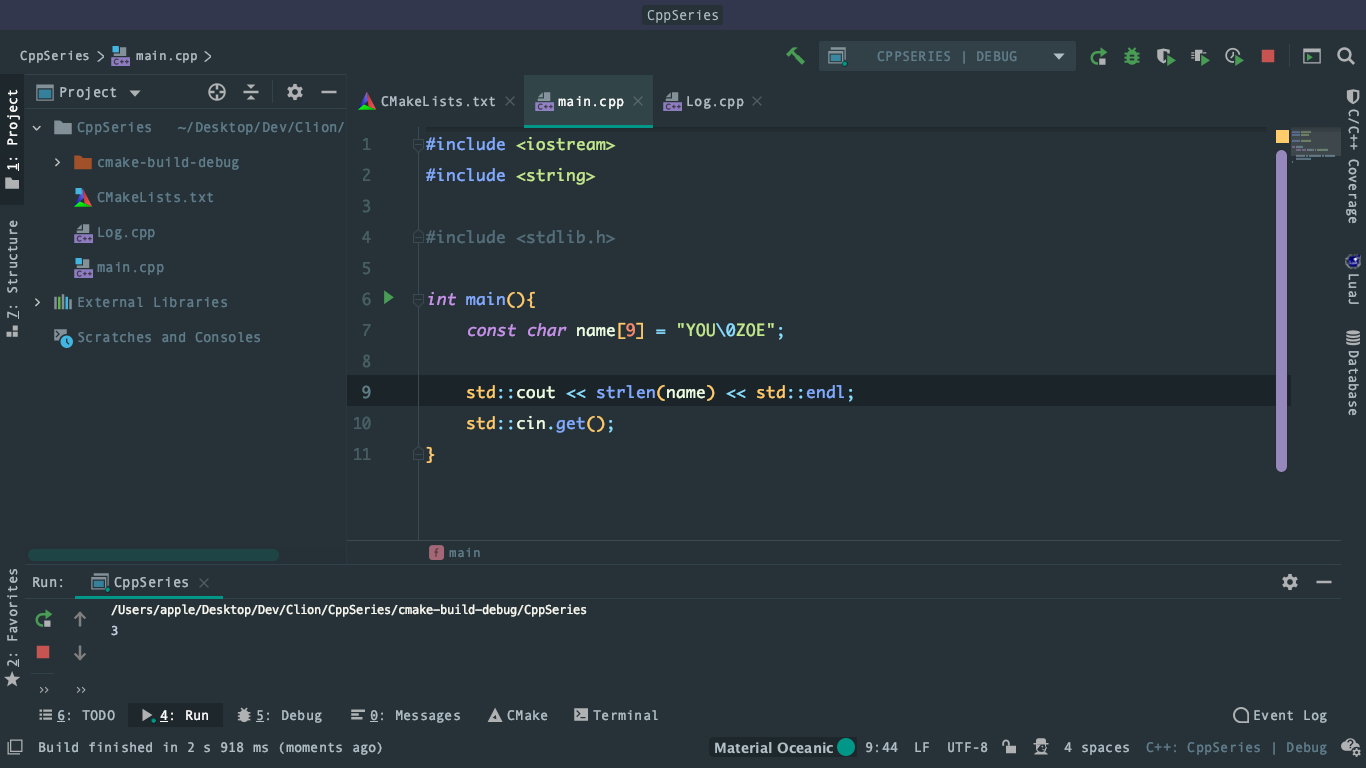 CppSeries
CppSeries > main.cpp >
CPPSERIES | DEBUG
1: Project
Z: Structure
2: Favorites
Project
CppSeries ~/Desktop/Dev/Clion/
cmake-build-debug
CMakeLists.txt
Log.cpp
main.cpp
External Libraries
Scratches and Consoles
CMakeLists.txt
main.cpp
Log.cpp
1 #include <iostream>
2 #include <string>
3
4 #include <stdlib.h>
5
6 int main(){
7 const char name[9] = "YOU\0ZOE";
8
9 std::cout << strlen(name) << std::endl;
10 std::cin.get();
11 }
f main
C/C++ Coverage
LuaJ
Database
Run: CppSeries
/Users/apple/Desktop/Dev/Clion/CppSeries/cmake-build-debug/CppSeries
3
6: TODO
4: Run
5: Debug
0: Messages
CMake
Terminal
Event Log
Build finished in 2 s 918 ms (moments ago)
Material Oceanic
9:44 LF UTF-8 4 spaces C++: CppSeries | Debug